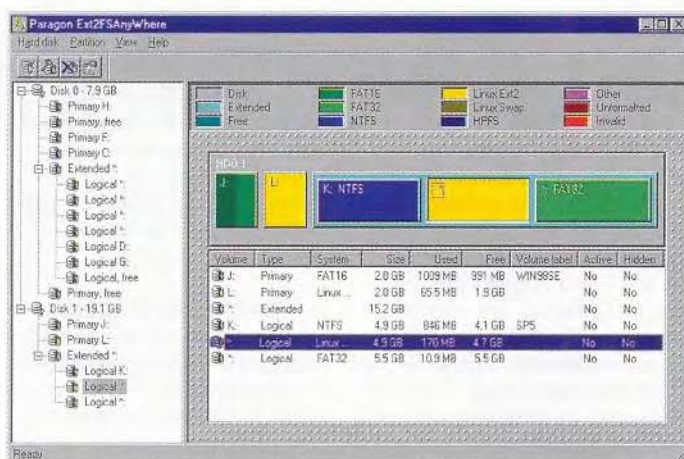 Paragon Ext2FSAnyWhere
Hard disk Partition View Help
Disk 0 - 7.9 GB
Primary H:
Primary, free
Primary F:
Primary C:
Extended *:
Logical *:
Logical *:
Logical *:
Logical *:
Logical D:
Logical G:
Logical, free
Primary, free
Disk 1 - 19.1 GB
Primary J:
Primary L:
Extended *:
Logical K:
Logical *:
Logical *:
Disk FAT16 Linux Ext2 Other
Extended FAT32 Linux Swap Unformatted
Free NTFS HPFS Invalid
HDD 1
J: L: K: NTFS *: FAT32
Volume Type System Size Used Free Volume label Active Hidden
J: Primary FAT16 2.0 GB 1009 MB 991 MB WIN98SE No No
L: Primary Linux ... 2.0 GB 65.5 MB 1.9 GB No No
*: Extended 15.2 GB
K: Logical NTFS 4.9 GB 846 MB 4.1 GB SP5 No No
*: Logical Linux ... 4.9 GB 170 MB 4.7 GB No No
*: Logical FAT32 5.5 GB 10.9 MB 5.5 GB No No
Ready